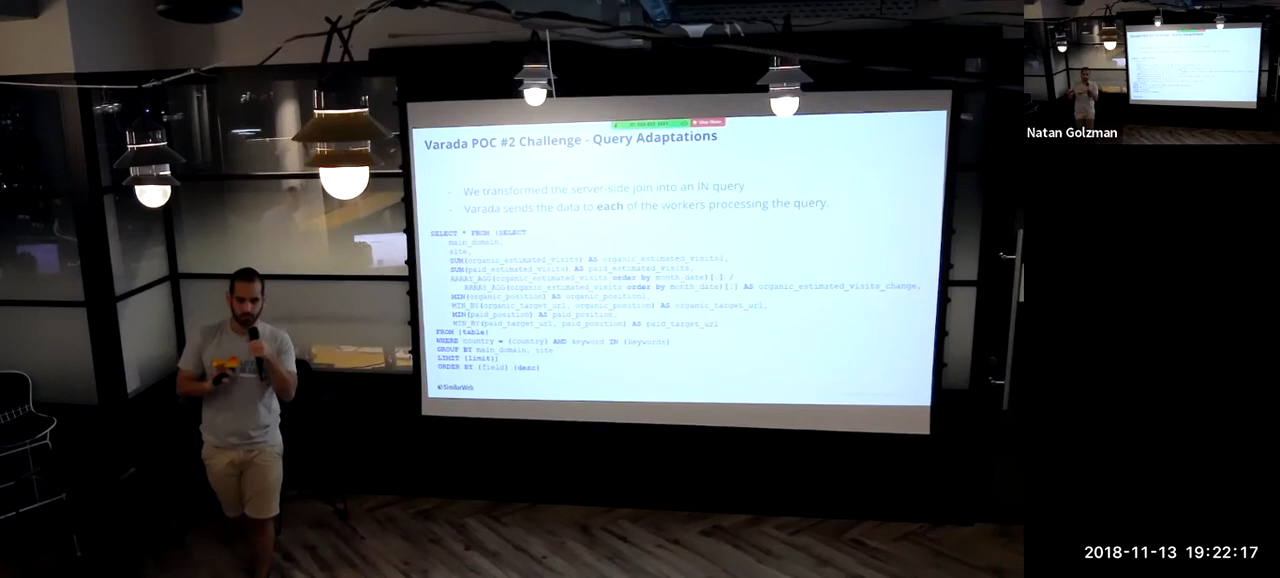 Varada POC #2 Challenge - Query Adaptations
- We transformed the server-side join into an IN query
- Varada sends the data to each of the workers processing the query.
SELECT * FROM (SELECT
main_domain,
site,
SUM(organic_estimated_visits) AS organic_estimated_visits1,
SUM(paid_estimated_visits) AS paid_estimated_visits,
ARRAY_AGG(organic_estimated_visits order by month_date)[.] /
ARRAY_AGG(organic_estimated_visits order by month_date)[.] AS organic_estimated_visits_change,
MIN(organic_position) AS organic_position1,
MIN_BY(organic_target_url, organic_position) AS organic_target_url,
MIN(paid_position) AS paid_position,
MIN_BY(paid_target_url, paid_position) AS paid_target_url
FROM {table}
WHERE country = {country} AND keyword IN {keywords}
GROUP BY main_domain, site
LIMIT {limit})
ORDER BY {field} {desc}
SimilarWeb
Stop Share
Natan Golzman
2018-11-13 19:22:17